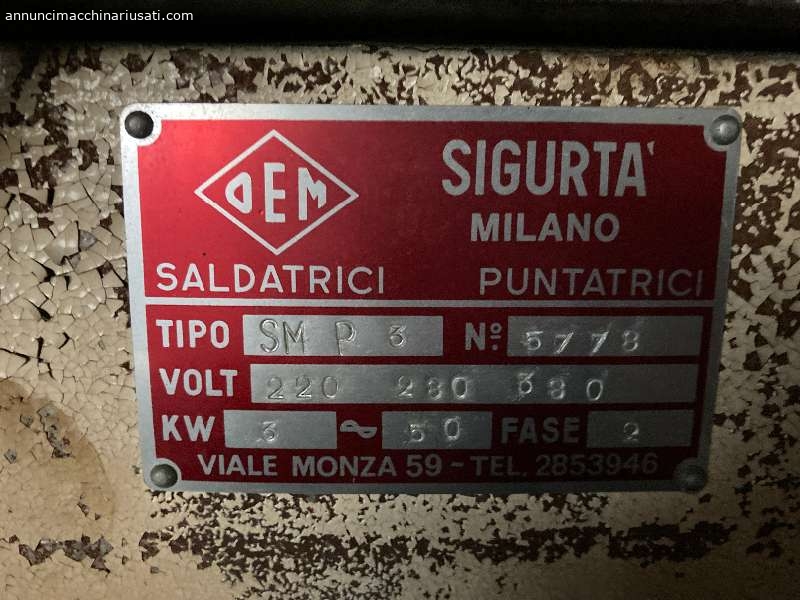 annuncimacchinariusati.com
OEM
SIGURTA'
MILANO
SALDATRICI PUNTATRICI
TIPO SM P 3 Nº. 5778
VOLT 220 280 380
KW 3 ~ 50 FASE 2
VIALE MONZA 59 - TEL. 2853946